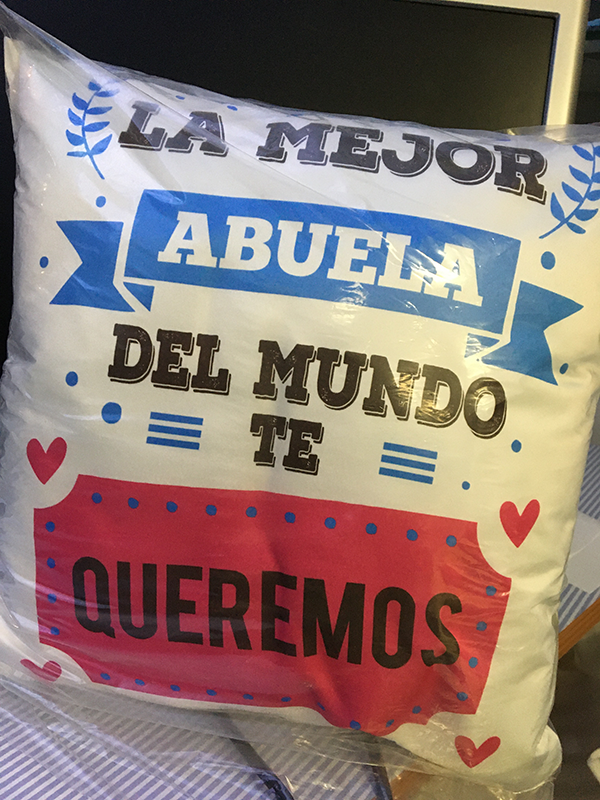 LA MEJOR
ABUELA
DEL MUNDO
TE
QUEREMOS